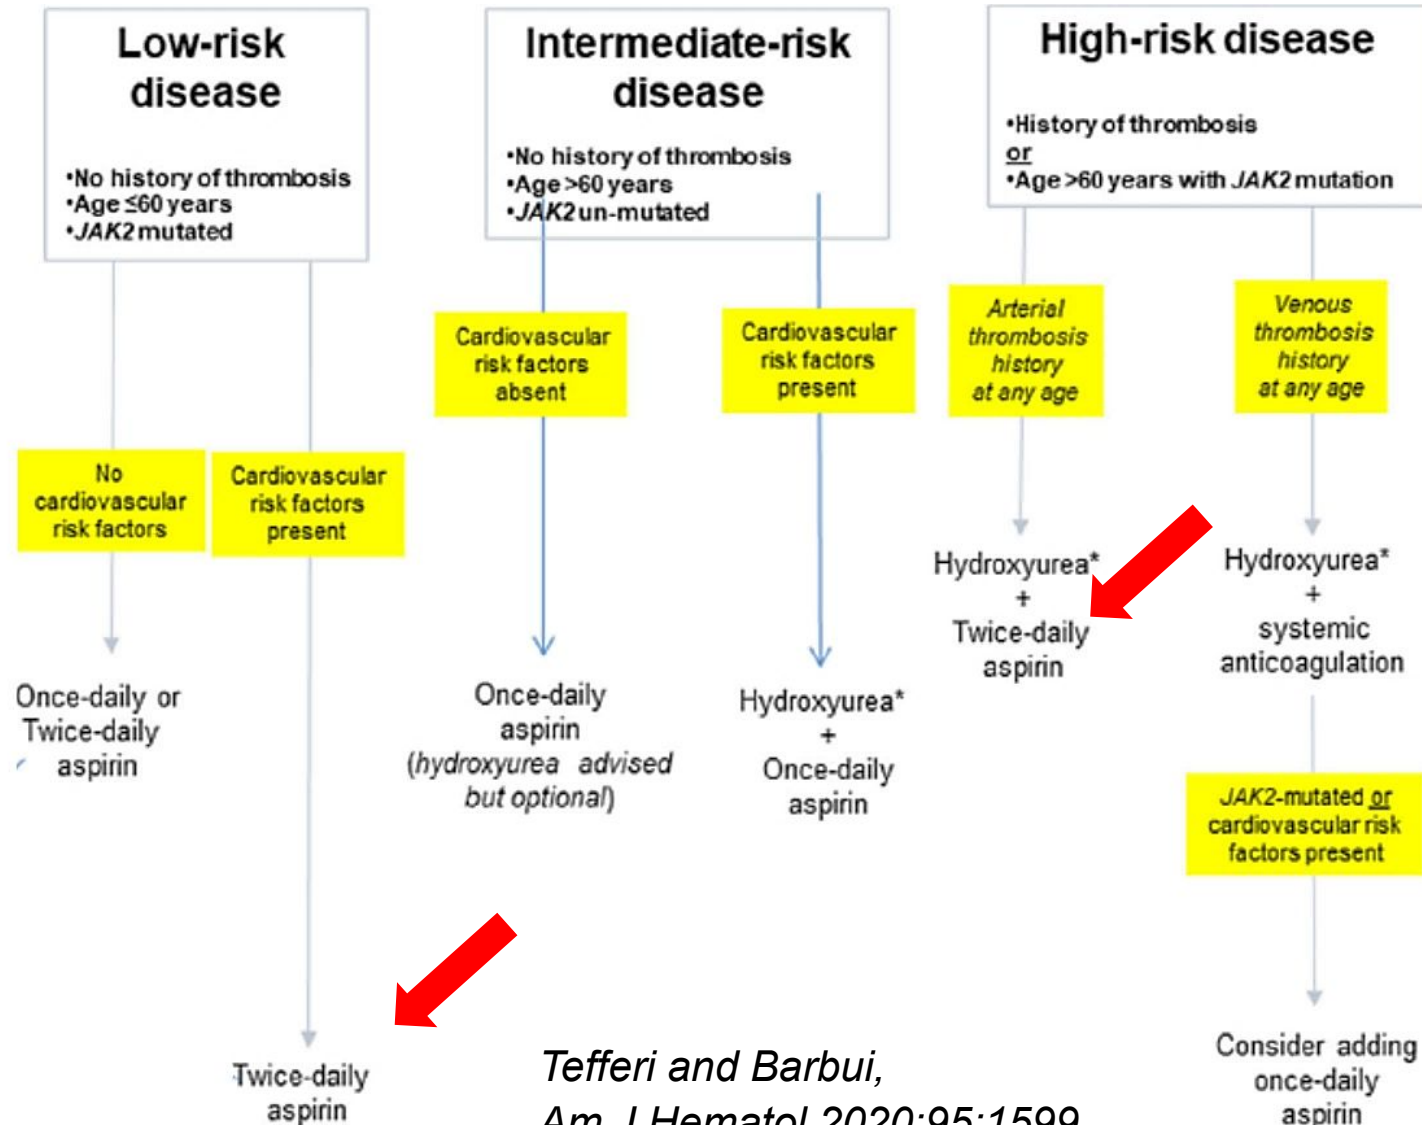 Low-risk
disease
•No history of thrombosis
•Age ≤60 years
•JAK2 mutated
No
cardiovascular
risk factors
Cardiovascular
risk factors
present
Once-daily or
Twice-daily
aspirin
Twice-daily
aspirin
Intermediate-risk
disease
•No history of thrombosis
•Age >60 years
•JAK2 un-mutated
Cardiovascular
risk factors
absent
Cardiovascular
risk factors
present
Once-daily
aspirin
(hydroxyurea advised
but optional)
Hydroxyurea*
+
Once-daily
aspirin
High-risk disease
•History of thrombosis
or
•Age >60 years with JAK2 mutation
Arterial
thrombosis
history
at any age
Venous
thrombosis
history
at any age
Hydroxyurea*
+
Twice-daily
aspirin
Hydroxyurea*
+
systemic
anticoagulation
JAK2-mutated or
cardiovascular risk
factors present
Consider adding
once-daily
aspirin
Tefferi and Barbui,
Am J Hematol 2020;95:1599